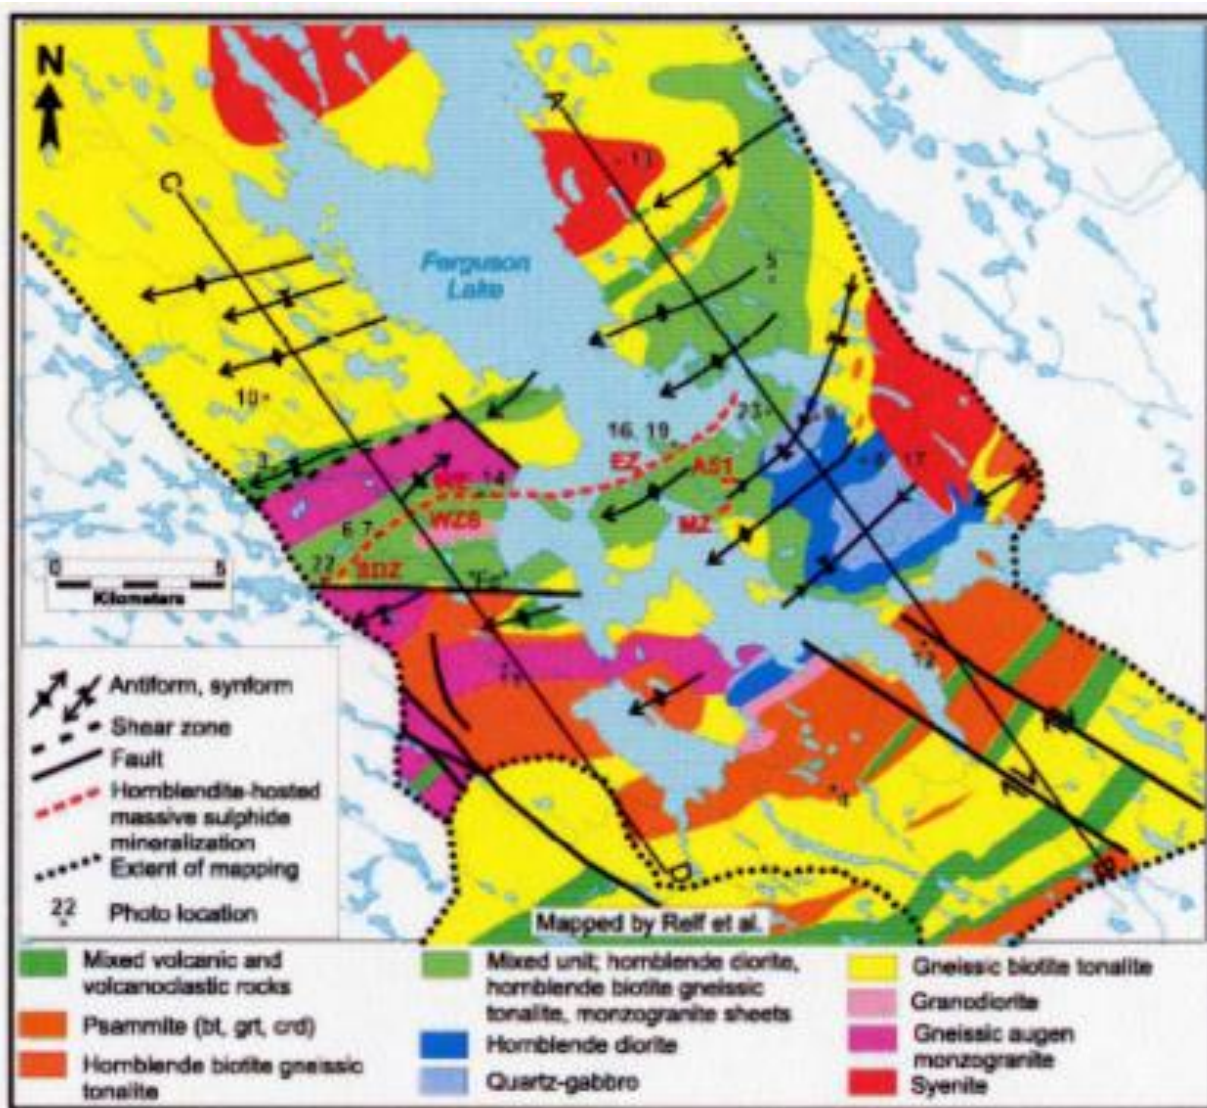 N
A
13
C
Ferguson
Lake
5
10
23
16, 19
EZ
AS1
17
14
WZB
MZ
6, 7
22
SDZ
0 5
Kilometers
D
B
Antiform, synform
Shear zone
Fault
Hornblendite-hosted
massive sulphide
mineralization
Extent of mapping
22
Photo location
Mapped by Relf et al.
Mixed volcanic and
volcanoclastic rocks
Psammite (bt, grt, crd)
Hornblende biotite gneissic
tonalite
Mixed unit; hornblende diorite,
hornblende biotite gneissic
tonalite, monzogranite sheets
Hornblende diorite
Quartz-gabbro
Gneissic biotite tonalite
Granodiorite
Gneissic augen
monzogranite
Syenite